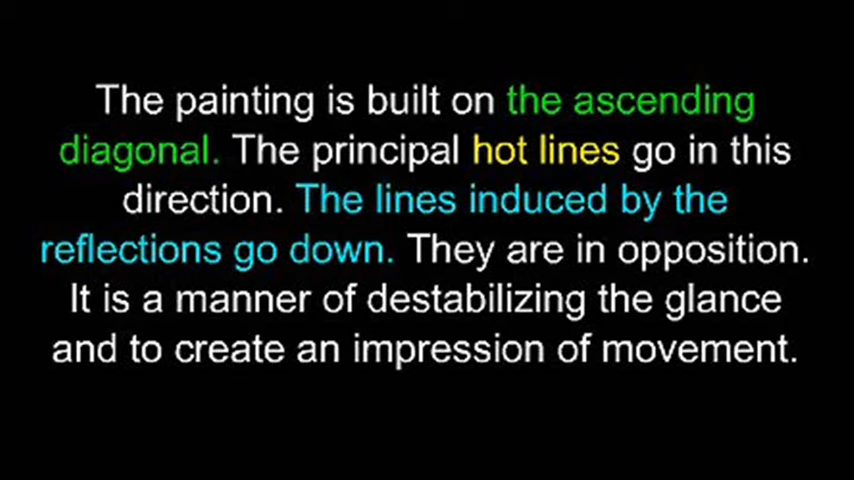 The painting is built on the ascending
diagonal. The principal hot lines go in this
direction. The lines induced by the
reflections go down. They are in opposition.
It is a manner of destabilizing the glance
and to create an impression of movement.